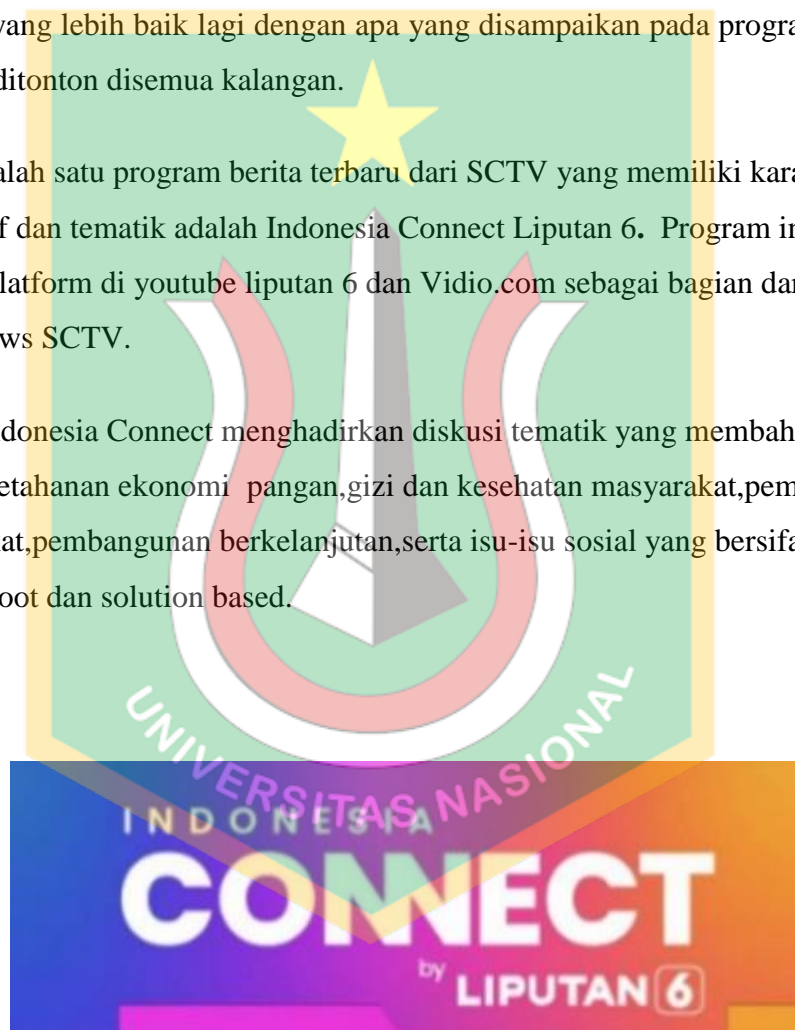 yang lebih baik lagi dengan apa yang disampaikan pada progra
ditonton disemua kalangan.
alah satu program berita terbaru dari SCTV yang memiliki kara
f dan tematik adalah Indonesia Connect Liputan 6. Program in
latform di youtube liputan 6 dan Vidio.com sebagai bagian dar
ws SCTV.
ndonesia Connect menghadirkan diskusi tematik yang membah
etahanan ekonomi pangan,gizi dan kesehatan masyarakat,pem
at,pembangunan berkelanjutan,serta isu-isu sosial yang bersifa
oot dan solution based.
UNIVERSITAS NASIONAL
INDONESIA
CONNECT
by LIPUTAN 6